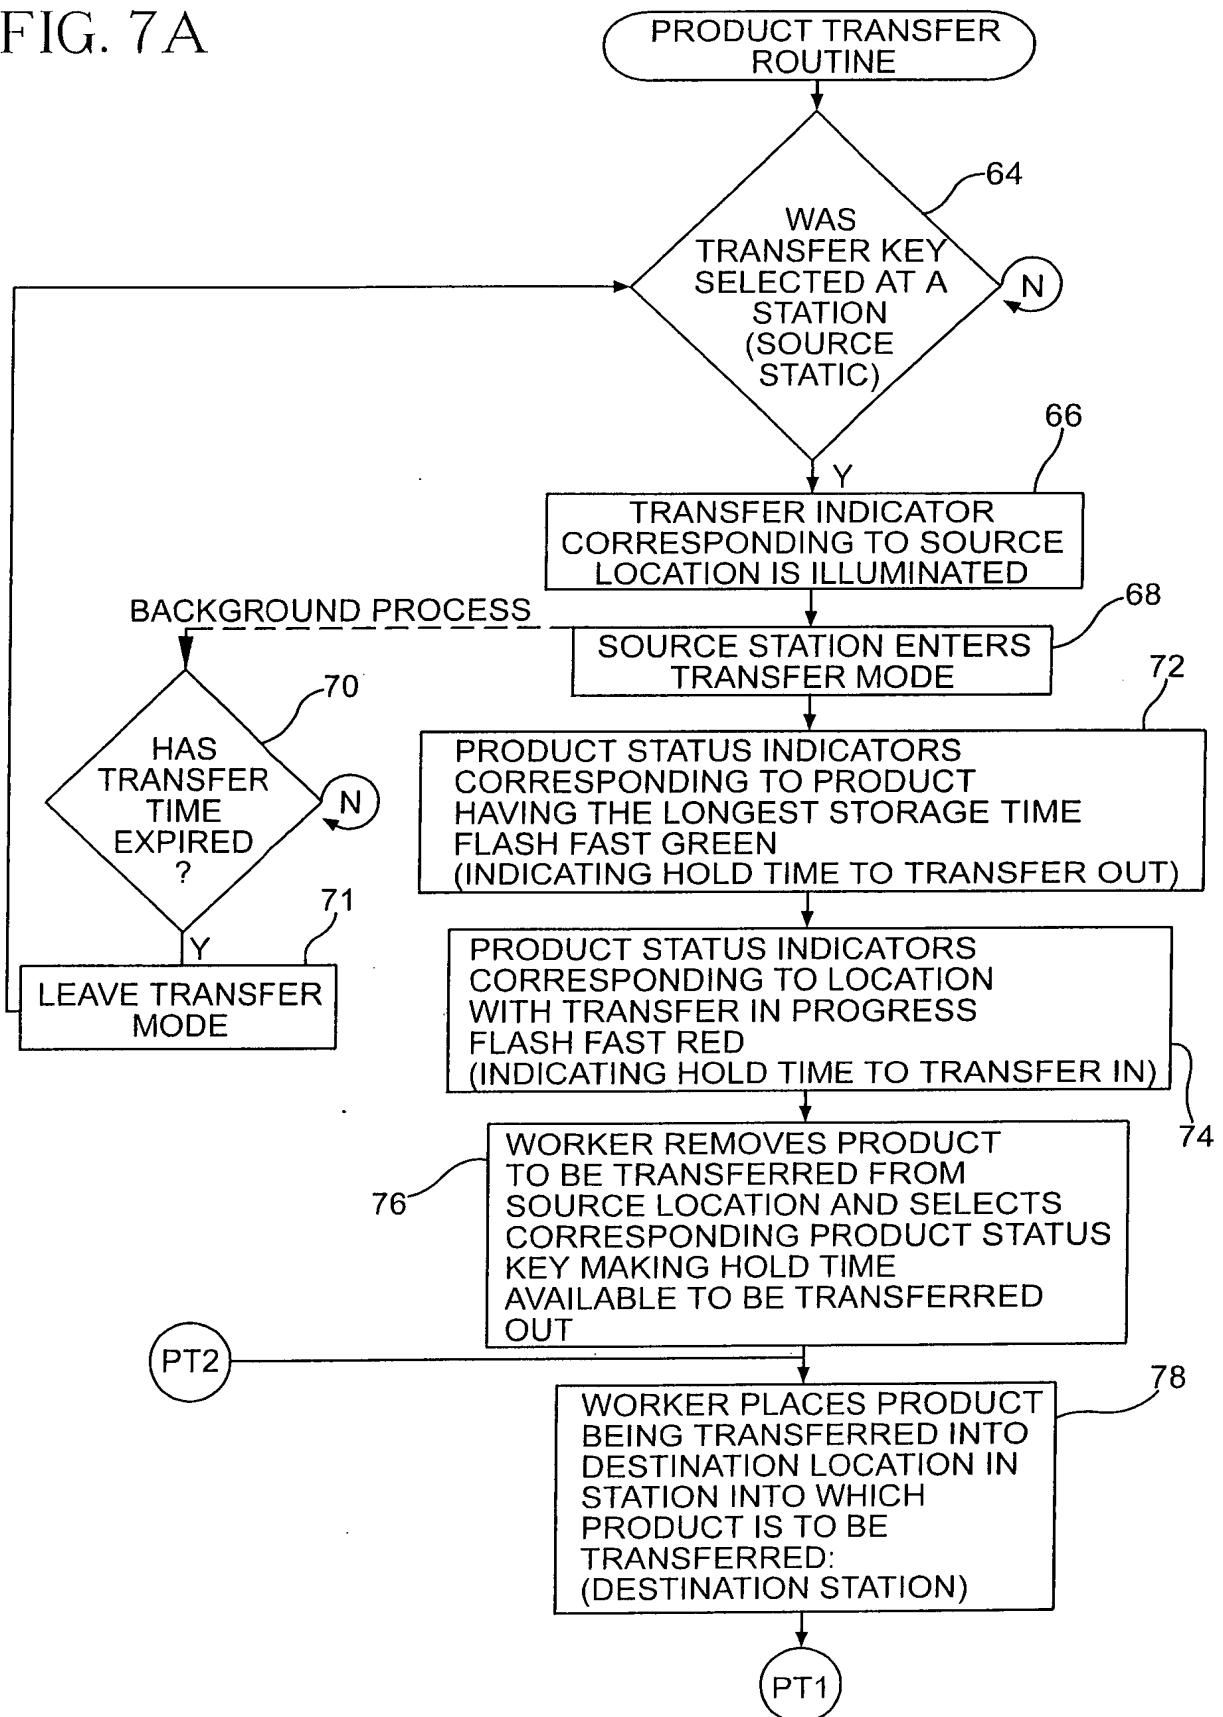 FIG. 7A
PRODUCT TRANSFER
ROUTINE
64
WAS
TRANSFER KEY
SELECTED AT A
STATION
(SOURCE
STATIC)
N
Y
66
TRANSFER INDICATOR
CORRESPONDING TO SOURCE
LOCATION IS ILLUMINATED
BACKGROUND PROCESS
68
SOURCE STATION ENTERS
TRANSFER MODE
70
HAS
TRANSFER
TIME
EXPIRED
?
N
Y
71
LEAVE TRANSFER
MODE
72
PRODUCT STATUS INDICATORS
CORRESPONDING TO PRODUCT
HAVING THE LONGEST STORAGE TIME
FLASH FAST GREEN
(INDICATING HOLD TIME TO TRANSFER OUT)
PRODUCT STATUS INDICATORS
CORRESPONDING TO LOCATION
WITH TRANSFER IN PROGRESS
FLASH FAST RED
(INDICATING HOLD TIME TO TRANSFER IN)
74
76
WORKER REMOVES PRODUCT
TO BE TRANSFERRED FROM
SOURCE LOCATION AND SELECTS
CORRESPONDING PRODUCT STATUS
KEY MAKING HOLD TIME
AVAILABLE TO BE TRANSFERRED
OUT
PT2
78
WORKER PLACES PRODUCT
BEING TRANSFERRED INTO
DESTINATION LOCATION IN
STATION INTO WHICH
PRODUCT IS TO BE
TRANSFERRED:
(DESTINATION STATION)
PT1